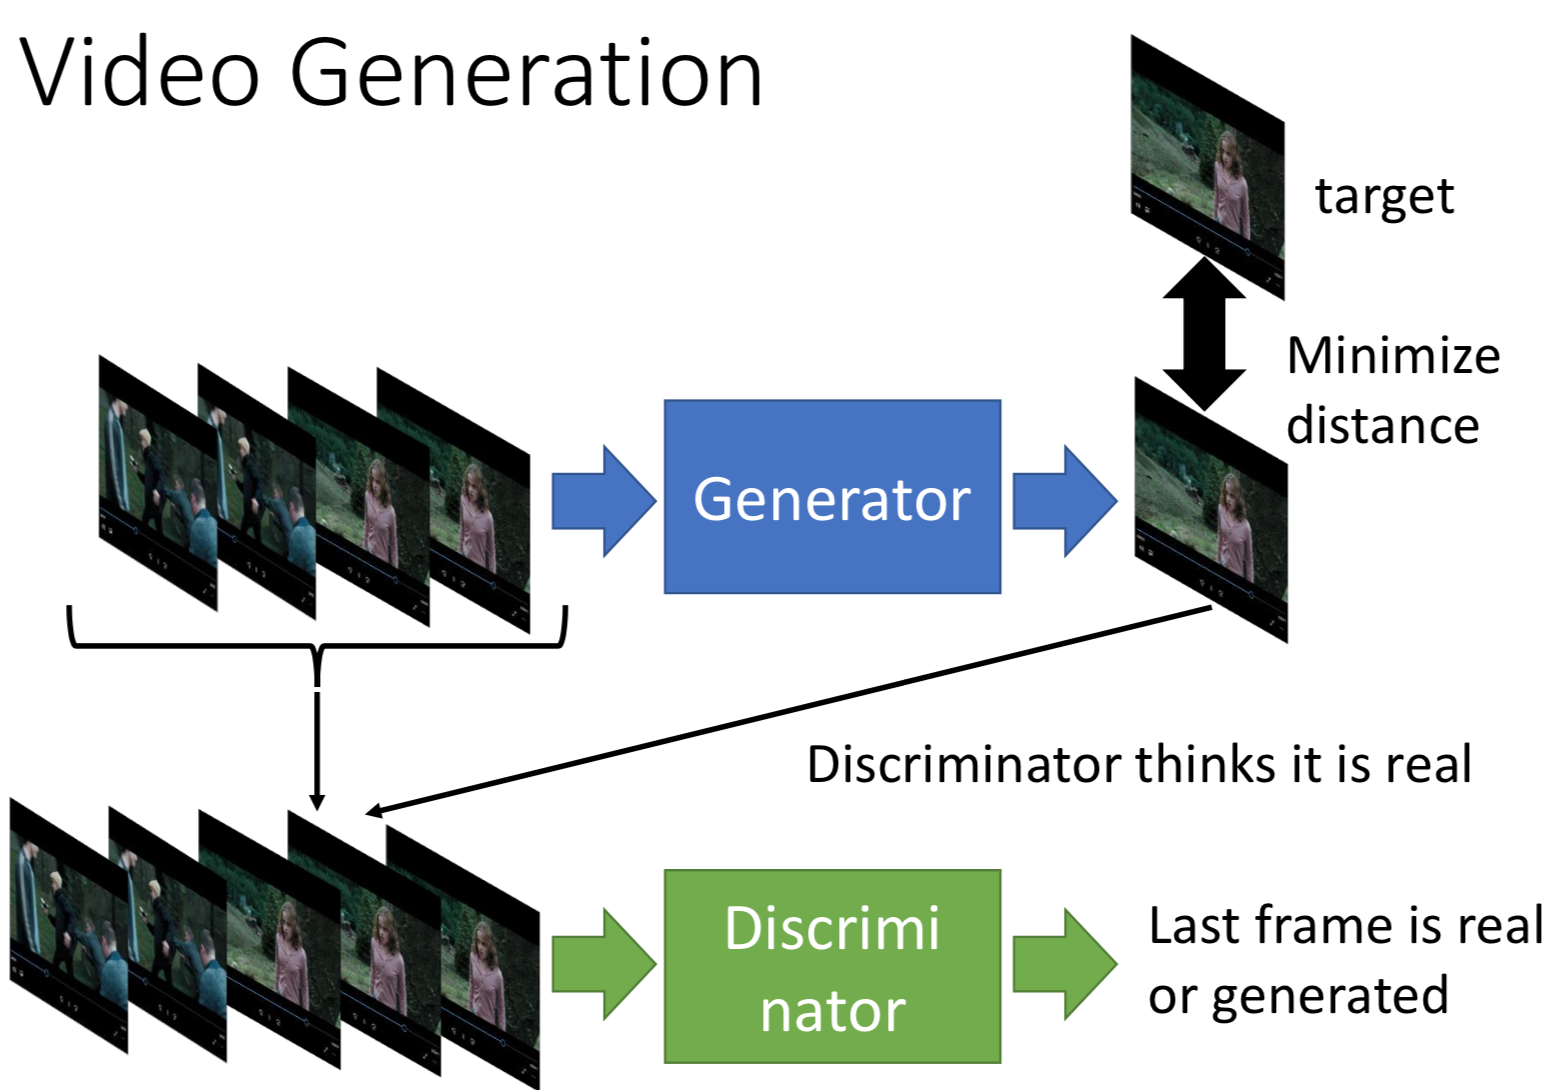 Video Generation
target
Minimize
distance
Generator
Discriminator thinks it is real
Discrimi
nator
Last frame is real
or generated